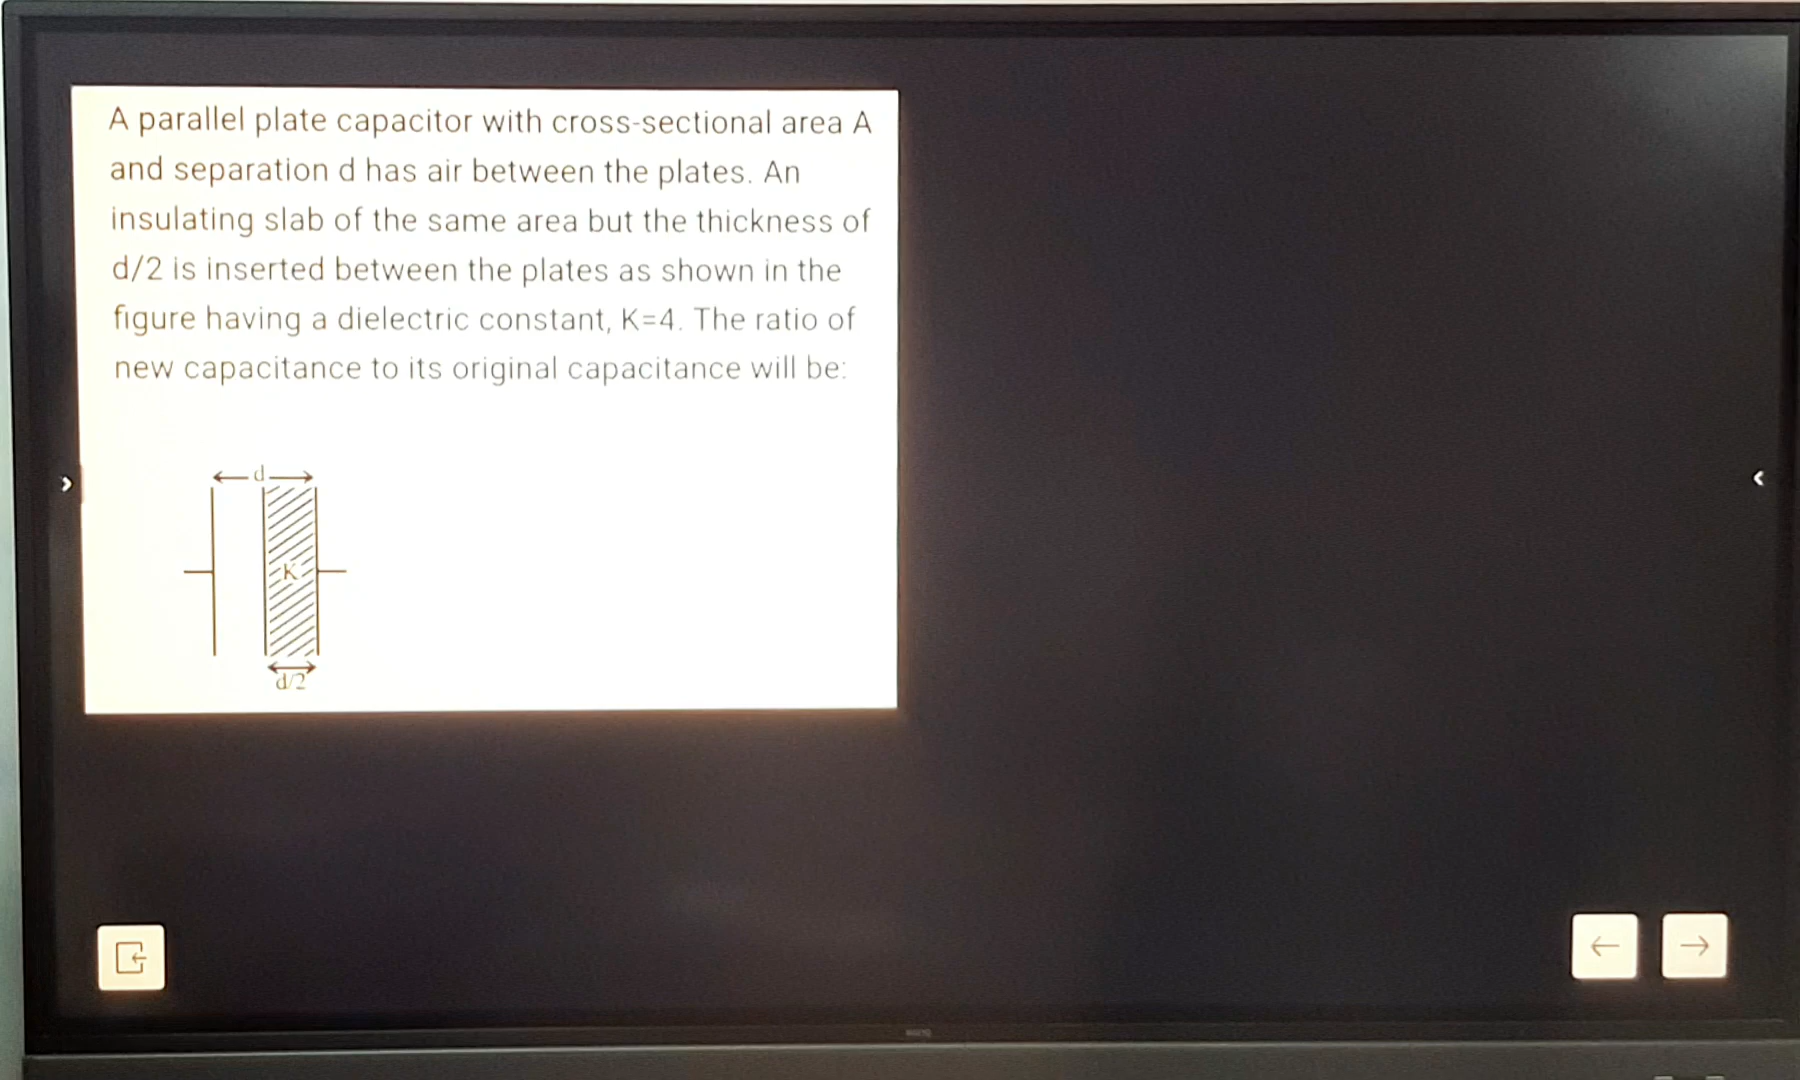 A parallel plate capacitor with cross-sectional area A
and separation d has air between the plates. An
insulating slab of the same area but the thickness of
d/2 is inserted between the plates as shown in the
figure having a dielectric constant, K=4. The ratio of
new capacitance to its original capacitance will be:
d
K
d/2